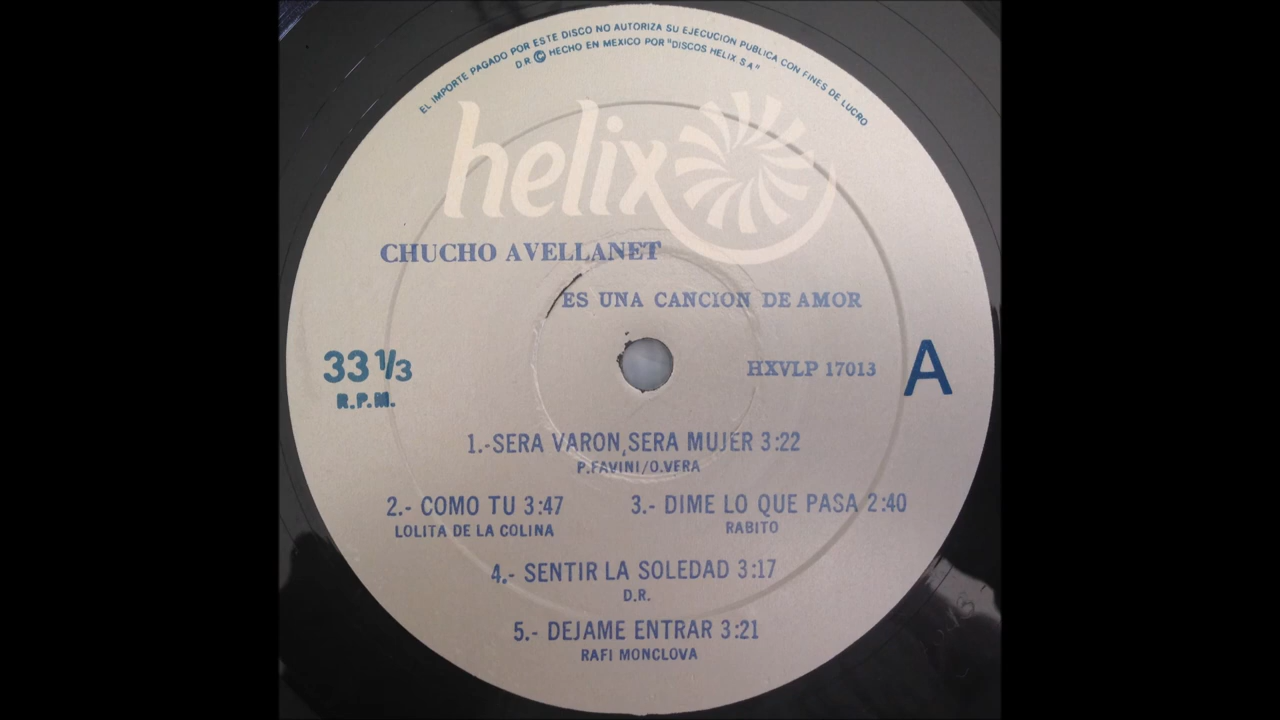 EL IMPORTE PAGADO POR ESTE DISCO NO AUTORIZA SU EJECUCION PUBLICA CON FINES DE LUCRO
D R © HECHO EN MEXICO POR "DISCOS HELIX S A"
helix
CHUCHO AVELLANET
ES UNA CANCION DE AMOR
33 1/3
R.P.M.
HXVLP 17013
A
1.-SERA VARON,SERA MUJER 3:22
P.FAVINI/O.VERA
2.- COMO TU 3:47
LOLITA DE LA COLINA
3.- DIME LO QUE PASA 2:40
RABITO
4.- SENTIR LA SOLEDAD 3:17
D.R.
5.- DEJAME ENTRAR 3:21
RAFI MONCLOVA